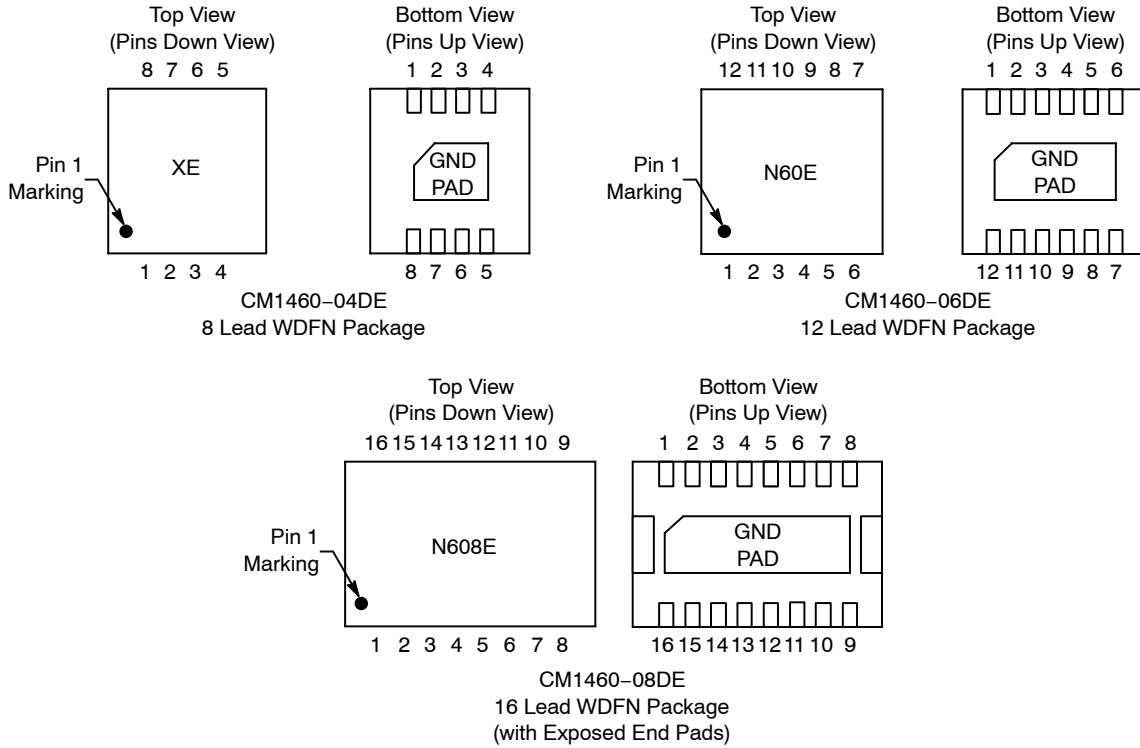 Top View
(Pins Down View)
8 7 6 5
Pin 1
Marking
XE
1 2 3 4
Bottom View
(Pins Up View)
1 2 3 4
GND
PAD
8 7 6 5
CM1460−04DE
8 Lead WDFN Package
Top View
(Pins Down View)
12 11 10 9 8 7
Pin 1
Marking
N60E
1 2 3 4 5 6
Bottom View
(Pins Up View)
1 2 3 4 5 6
GND
PAD
12 11 10 9 8 7
CM1460−06DE
12 Lead WDFN Package
Top View
(Pins Down View)
16 15 14 13 12 11 10 9
Pin 1
Marking
N608E
1 2 3 4 5 6 7 8
Bottom View
(Pins Up View)
1 2 3 4 5 6 7 8
GND
PAD
16 15 14 13 12 11 10 9
CM1460−08DE
16 Lead WDFN Package
(with Exposed End Pads)